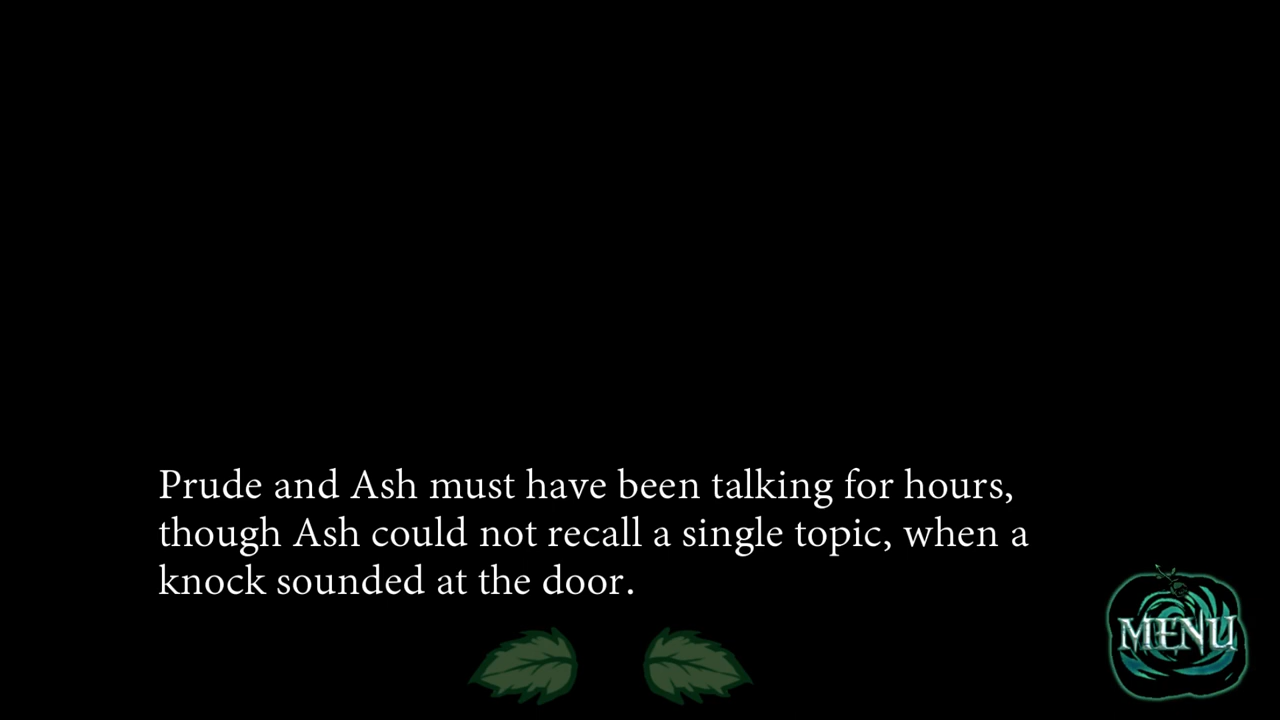 Prude and Ash must have been talking for hours,
though Ash could not recall a single topic, when a
knock sounded at the door.
MENU